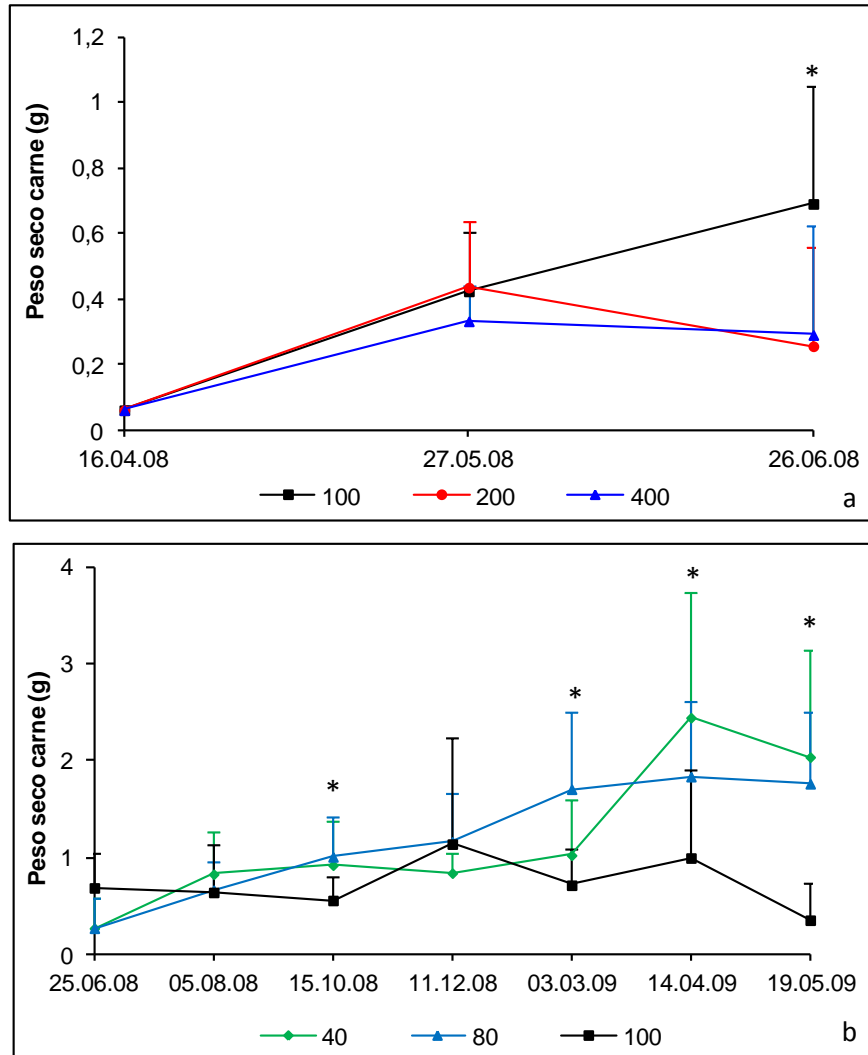 Peso seco carne (g)
1,2
1
0,8
0,6
0,4
0,2
0
*
16.04.08 27.05.08 26.06.08
100 200 400
a
Peso seco carne (g)
4
3
2
1
0
* * * *
25.06.08 05.08.08 15.10.08 11.12.08 03.03.09 14.04.09 19.05.09
40 80 100
b